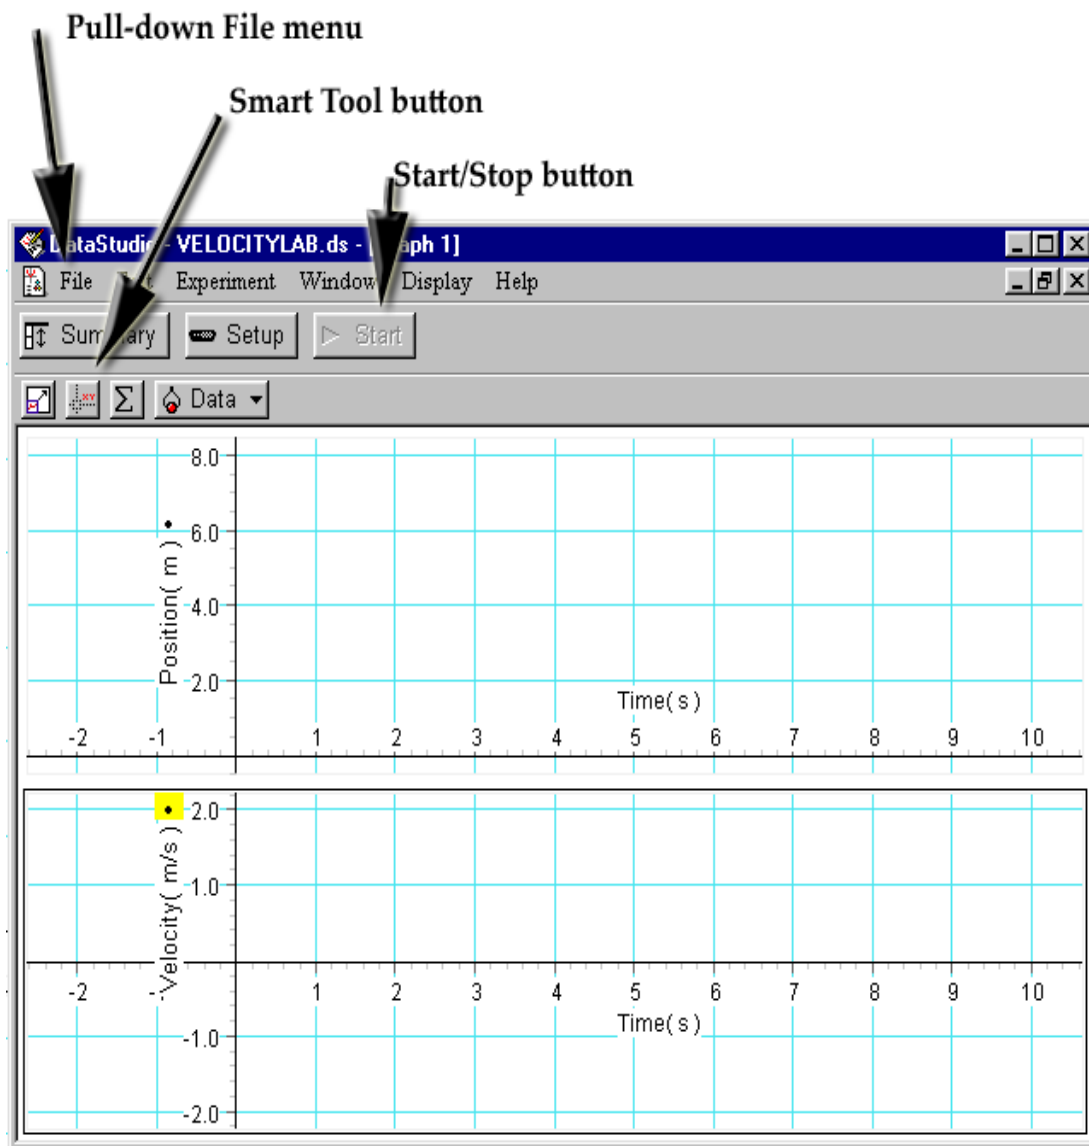 Pull-down File menu
Smart Tool button
Start/Stop button
VELOCITYLAB.ds - 1]
File Experiment Window Display Help
Setup Start
Σ Data
8.0
6.0
4.0
2.0
Position( m )
Time( s )
-2 -1 1 2 3 4 5 6 7 8 9 10
2.0
1.0
Velocity( m/s )
-2 1 2 3 4 5 6 7 8 9 10
Time( s )
-1.0
-2.0